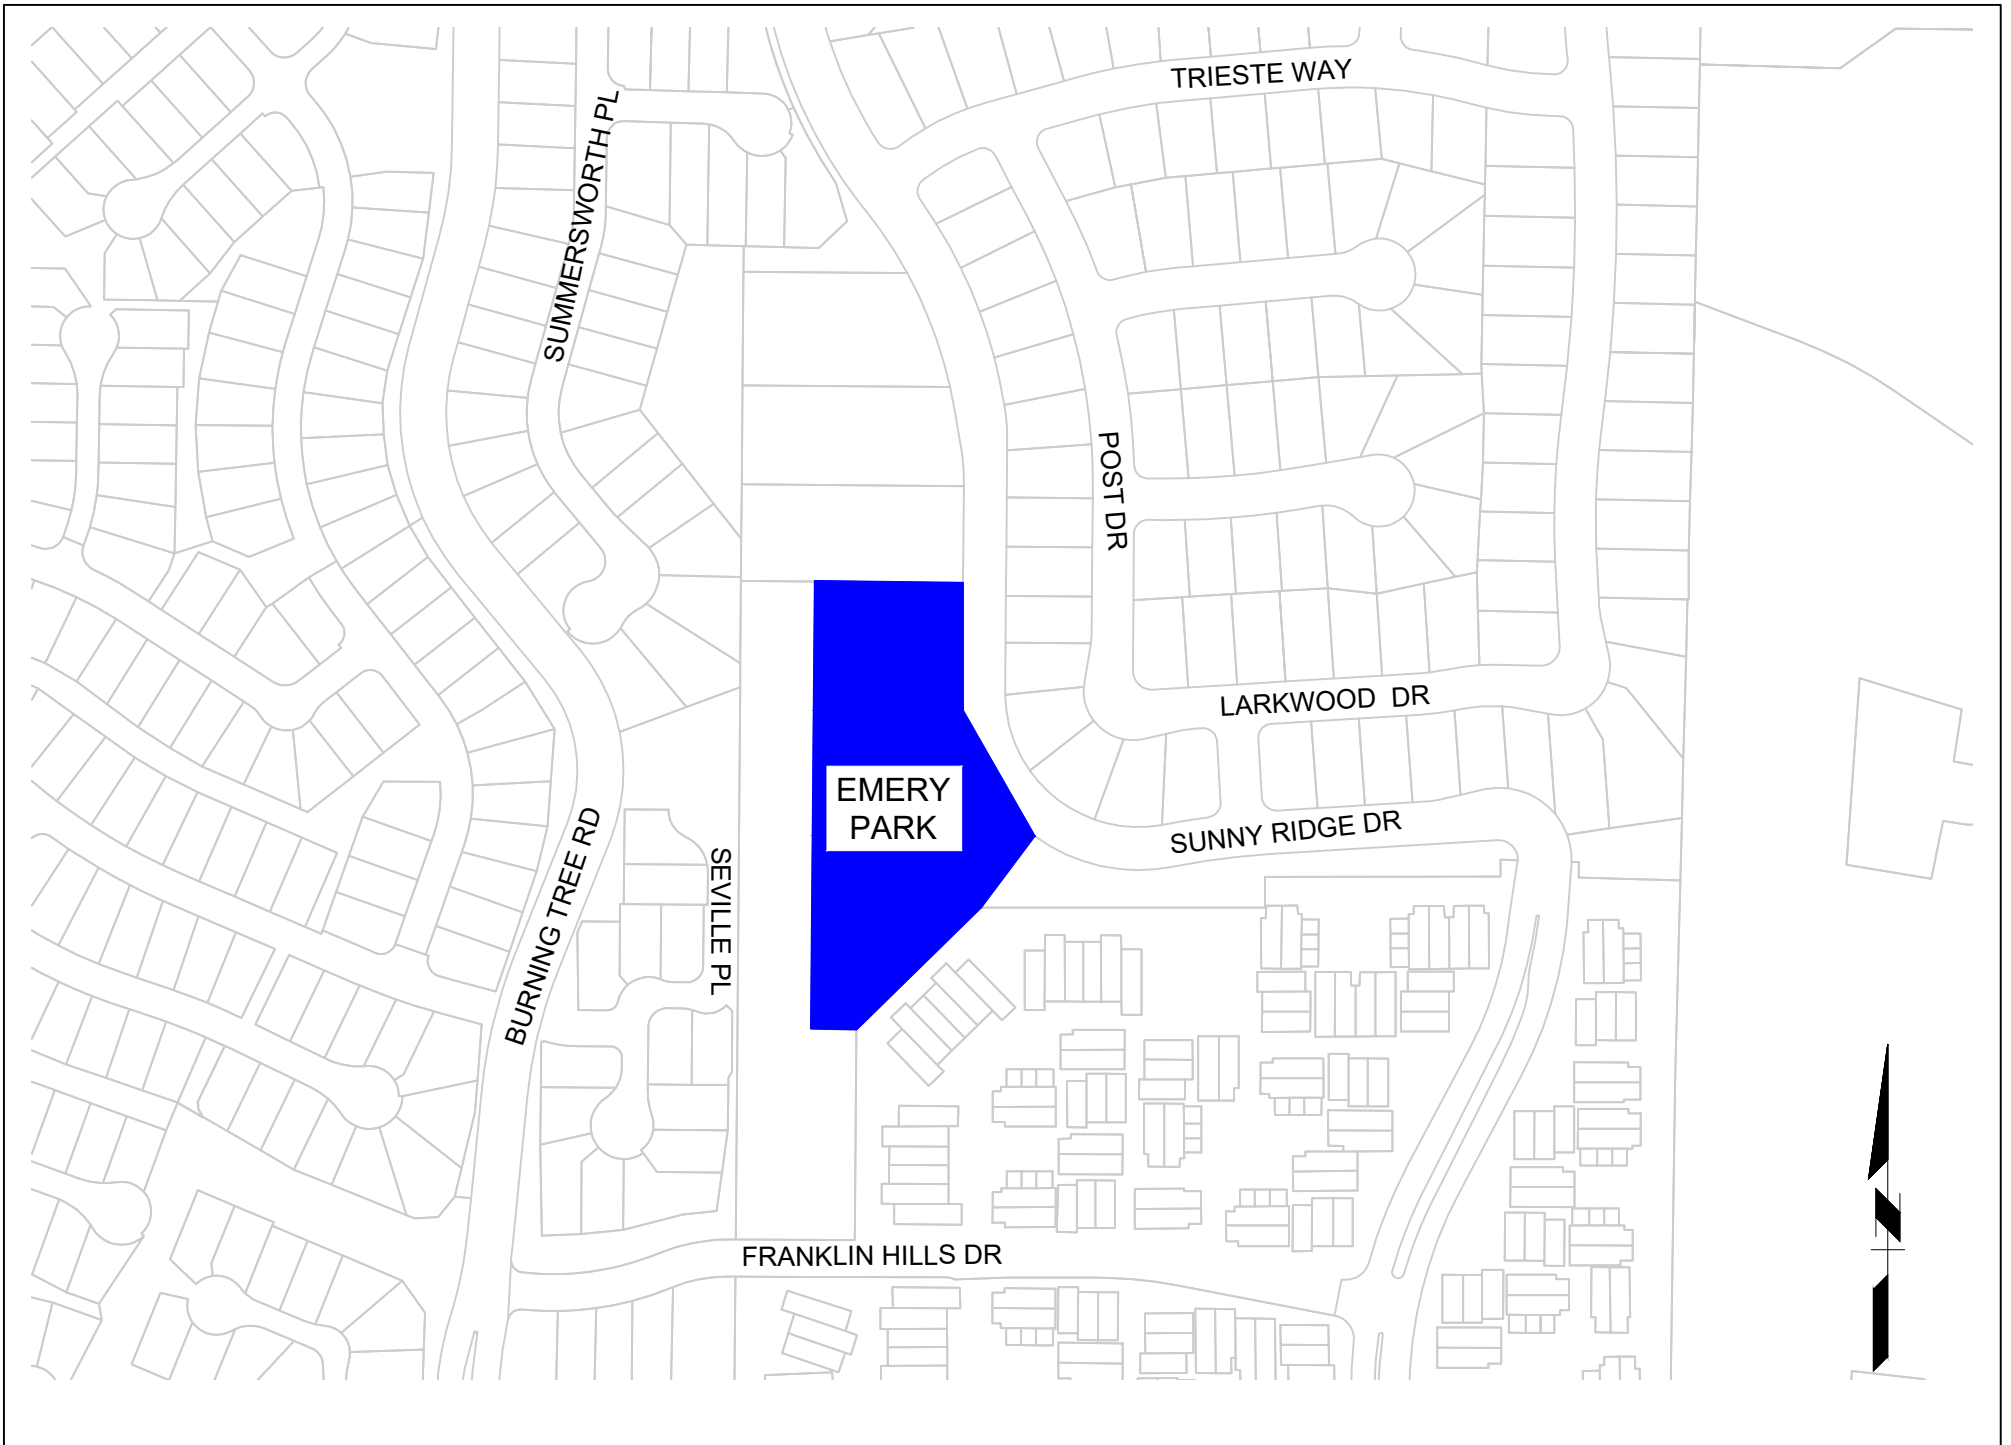 TRIESTE WAY
SUMMERSWORTH PL
POST DR
LARKWOOD DR
EMERY
PARK
SUNNY RIDGE DR
BURNING TREE RD
SEVILLE PL
FRANKLIN HILLS DR